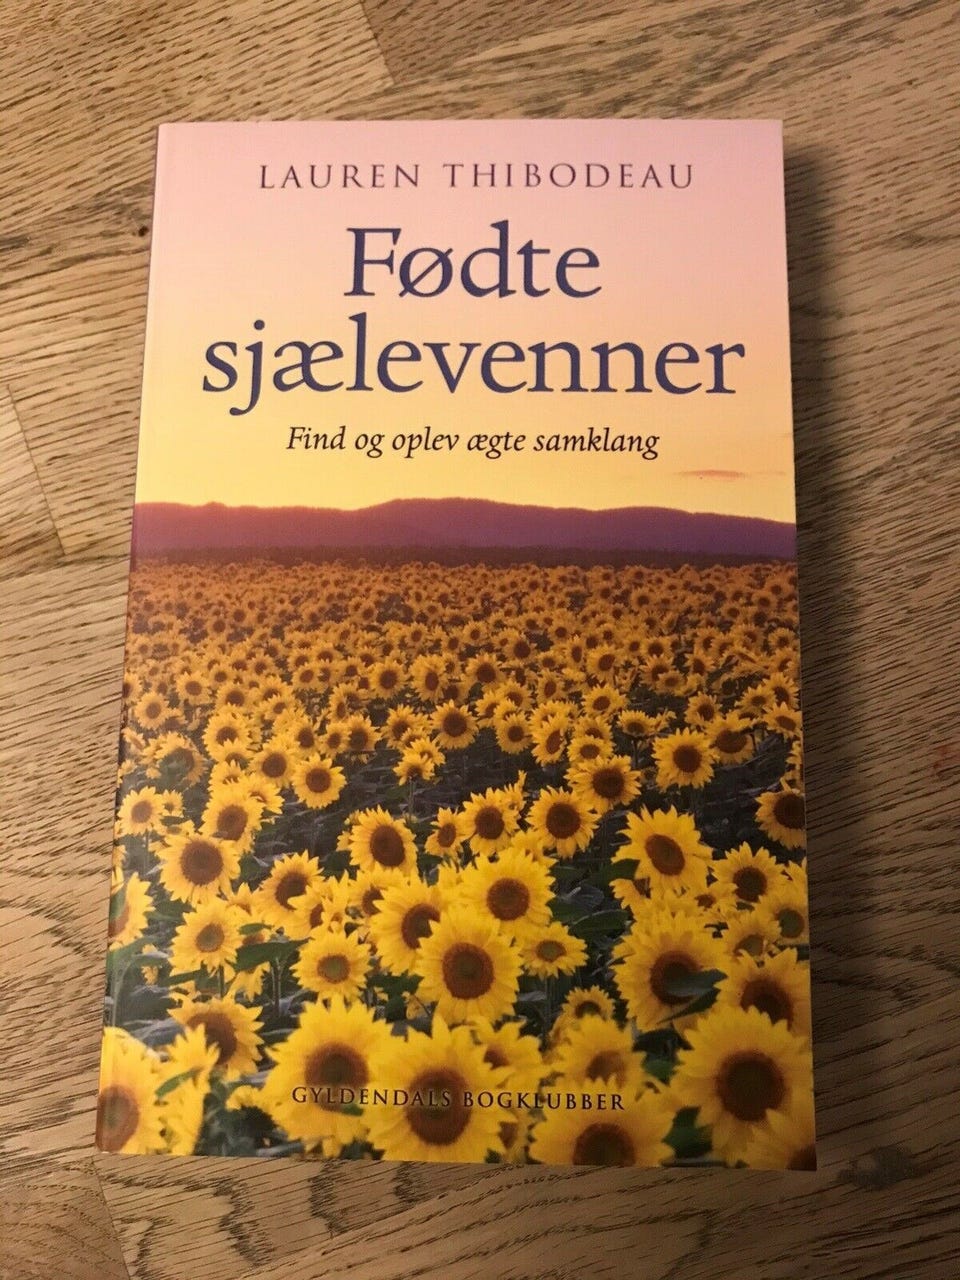 LAUREN THIBODEAU
Fødte
sjælevenner
Find og oplev ægte samklang
GYLDENDALS BOGKLUBBER